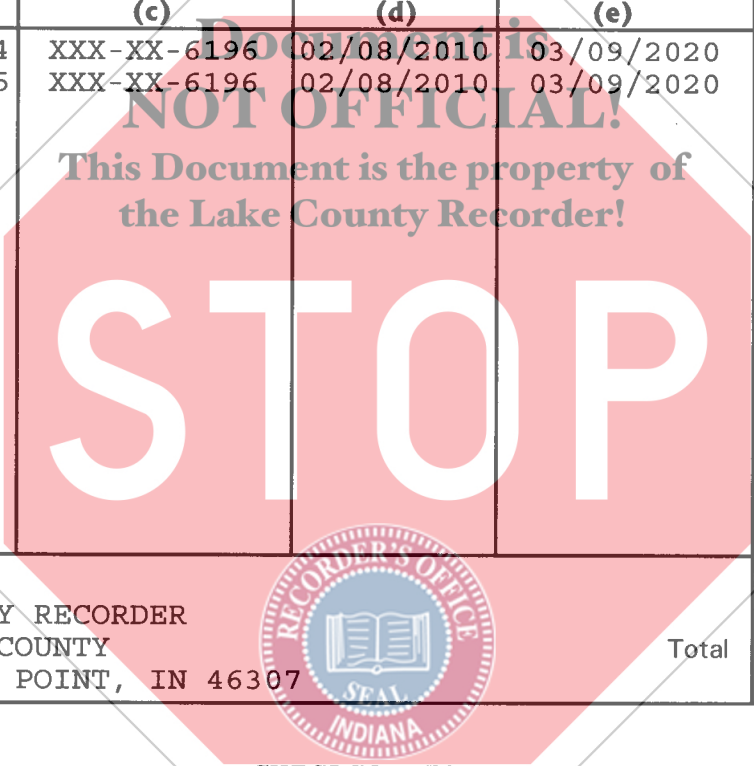 (c) (d) (e)
Document is
4 XXX-XX-6196 02/08/2010 03/09/2020
5 XXX-XX-6196 02/08/2010 03/09/2020
NOT OFFICIAL!
This Document is the property of
the Lake County Recorder!
STOP
RECORDER'S OFFICE
SEAL
INDIANA
Y RECORDER
COUNTY
Total
POINT, IN 46307